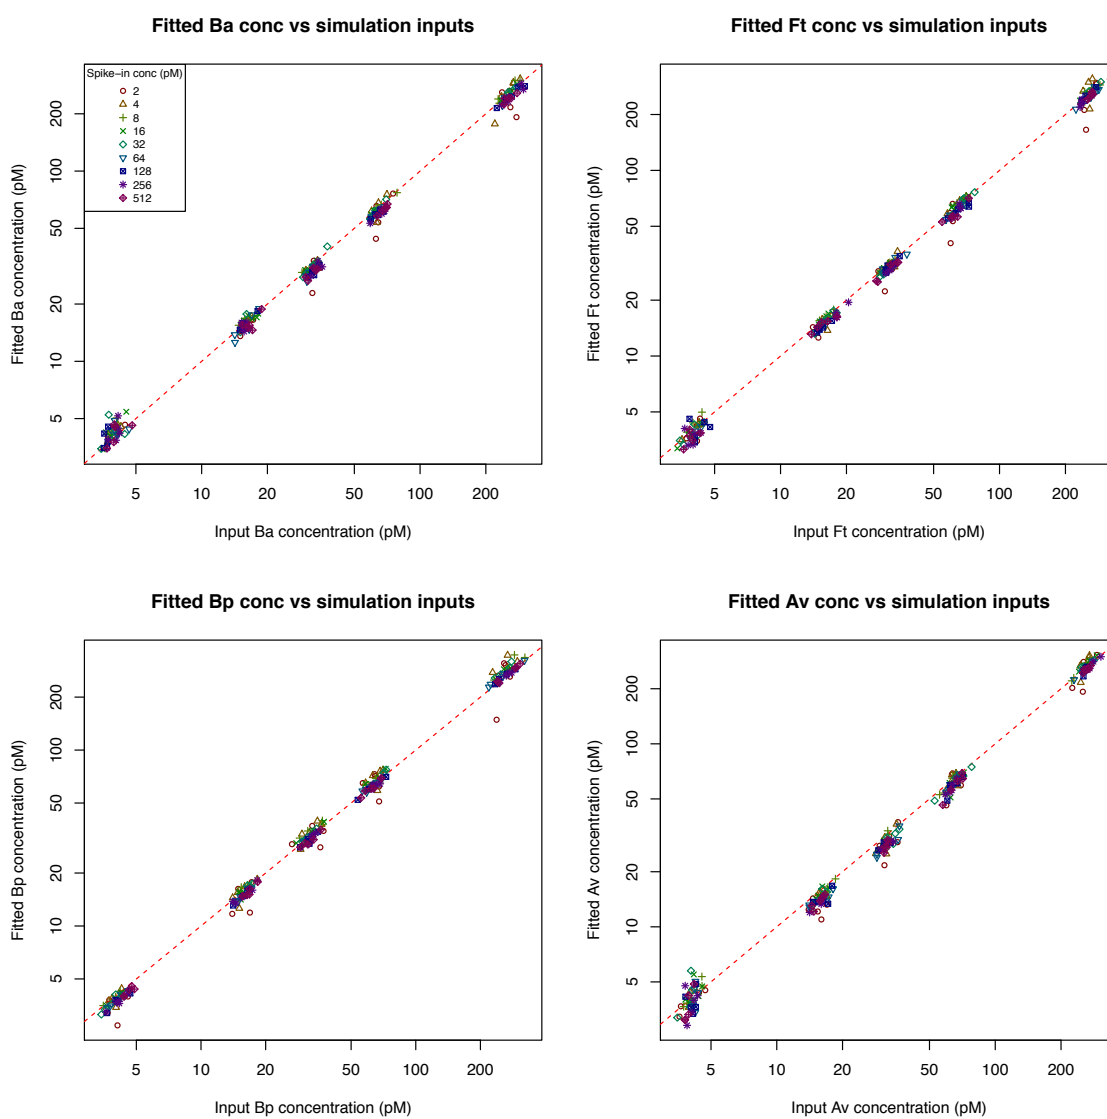 Fitted Ba conc vs simulation inputs
Spike−in conc (pM)
2
4
8
16
32
64
128
256
512
Fitted Ba concentration (pM)
200
100
50
20
10
5
5 10 20 50 100 200
Input Ba concentration (pM)
Fitted Ft conc vs simulation inputs
Fitted Ft concentration (pM)
200
100
50
20
10
5
5 10 20 50 100 200
Input Ft concentration (pM)
Fitted Bp conc vs simulation inputs
Fitted Bp concentration (pM)
200
100
50
20
10
5
5 10 20 50 100 200
Input Bp concentration (pM)
Fitted Av conc vs simulation inputs
Fitted Av concentration (pM)
200
100
50
20
10
5
5 10 20 50 100 200
Input Av concentration (pM)